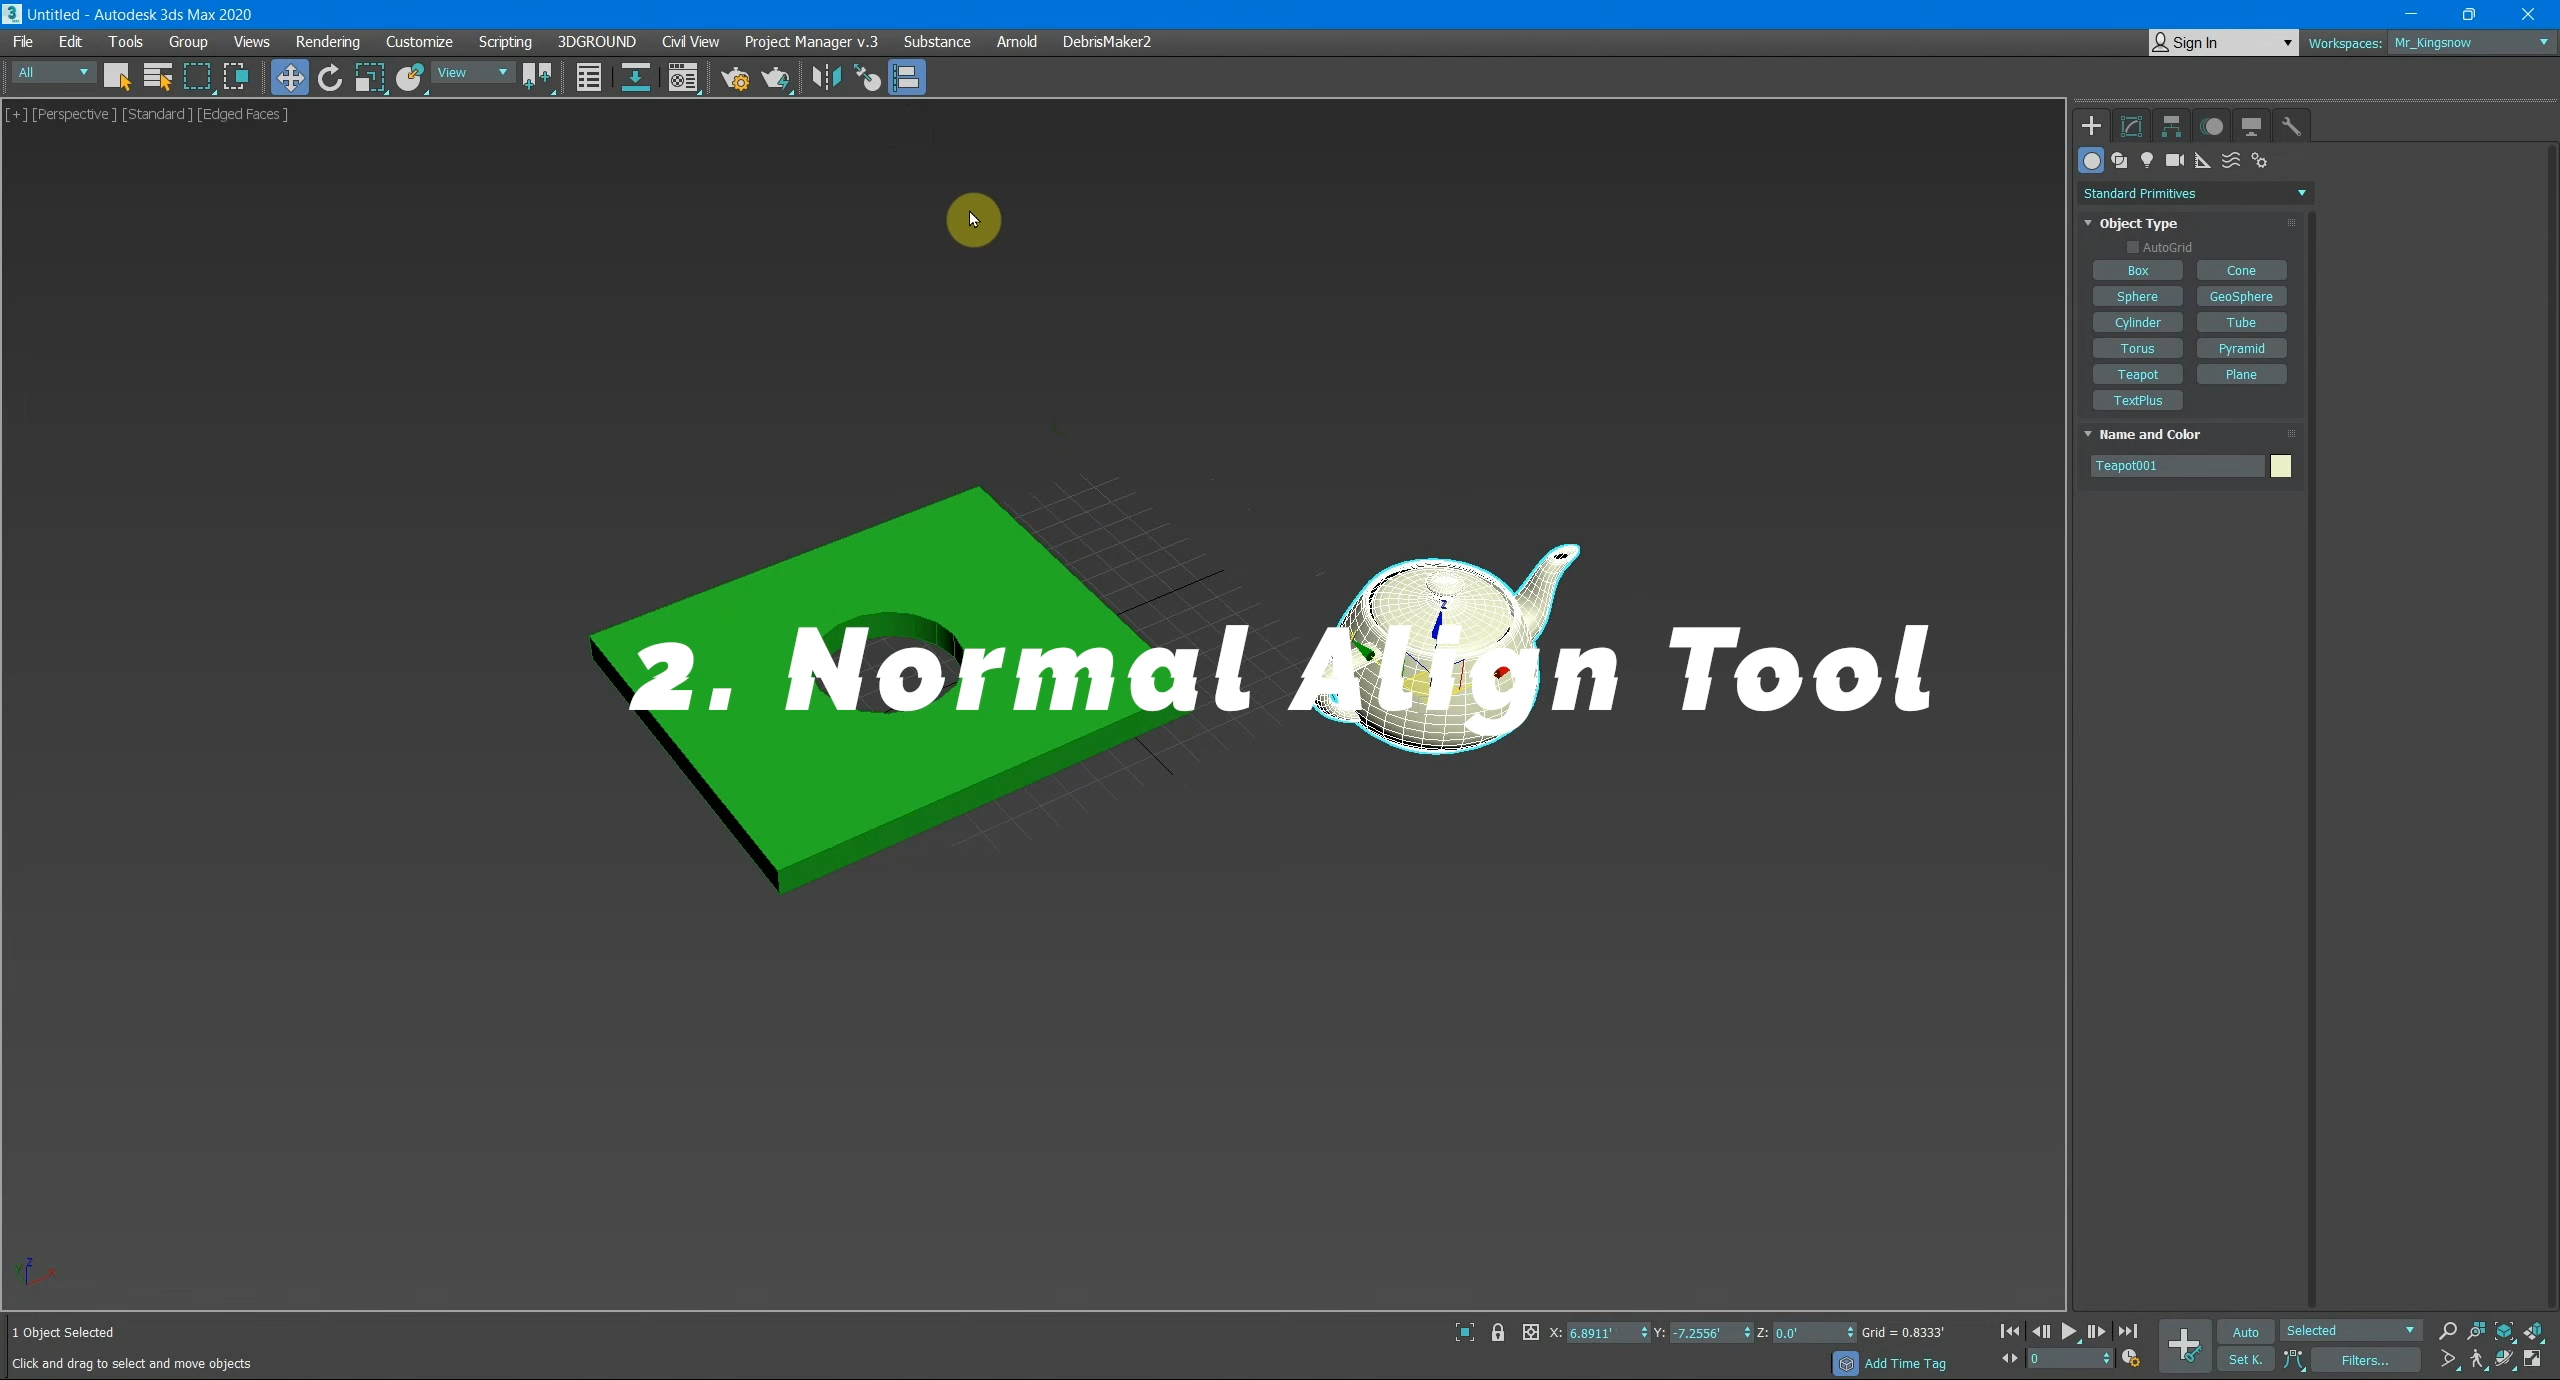 Untitled - Autodesk 3ds Max 2020
File Edit Tools Group Views Rendering Customize Scripting 3DGROUND Civil View Project Manager v.3 Substance Arnold DebrisMaker2
Sign In
Workspaces: Mr_Kingsnow
All
View
[+] [Perspective ] [Standard ] [Edged Faces ]
Standard Primitives
Object Type
AutoGrid
Box Cone
Sphere GeoSphere
Cylinder Tube
Torus Pyramid
Teapot Plane
TextPlus
Name and Color
Teapot001
2. Normal Align Tool
z
z
y x
1 Object Selected
X: 6.8911' Y: -7.2556' Z: 0.0' Grid = 0.8333'
Auto Selected
Click and drag to select and move objects
Add Time Tag
0
Set K. Filters...